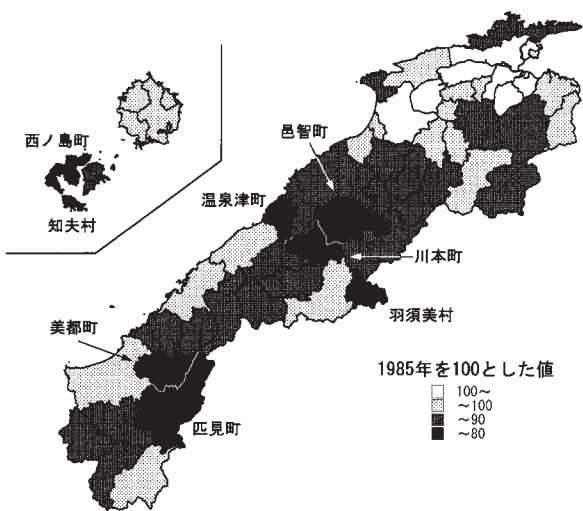 西ノ島町
知夫村
邑智町
温泉津町
川本町
羽須美村
美都町
匹見町
1985年を100とした値
100～
～100
～90
～80